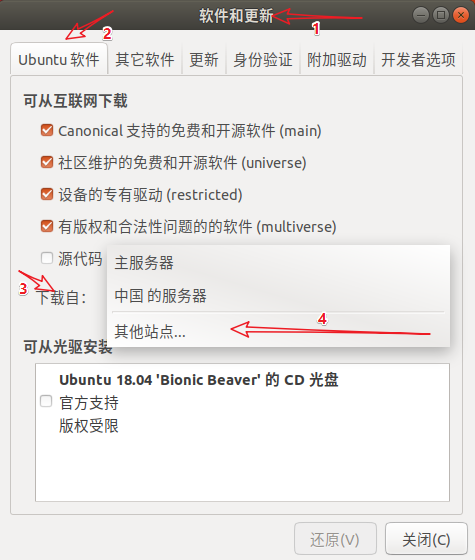 软件和更新
1
2
Ubuntu 软件 其它软件 更新 身份验证 附加驱动 开发者选项
可从互联网下载
Canonical 支持的免费和开源软件 (main)
社区维护的免费和开源软件 (universe)
设备的专有驱动 (restricted)
有版权和合法性问题的的软件 (multiverse)
源代码
主服务器
3
下载自：
中国 的服务器
4
其他站点...
可从光驱安装
Ubuntu 18.04 'Bionic Beaver' 的 CD 光盘
官方支持
版权受限
还原(V) 关闭(C)